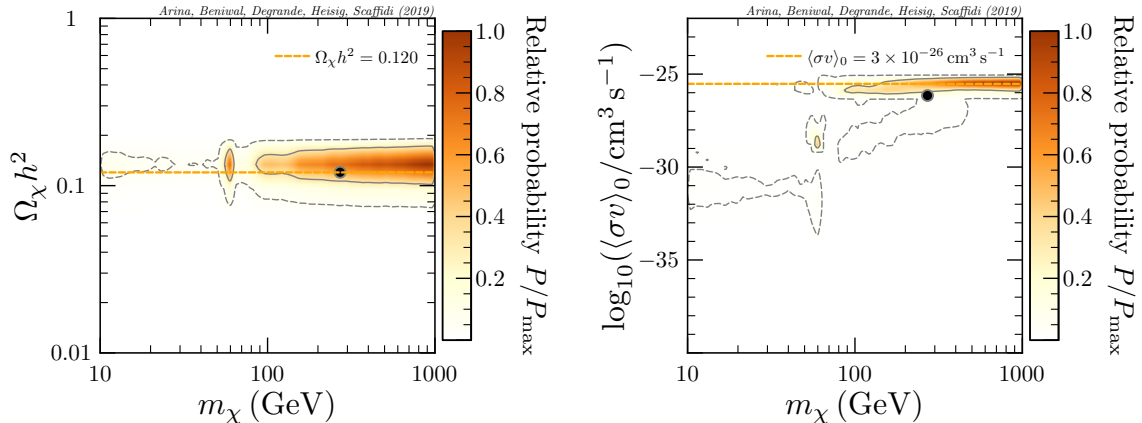 Arina, Beniwal, Degrande, Heisig, Scaffidi (2019)
Ωχh² = 0.120
1
0.1
0.01
Ωχh²
10
100
1000
mχ (GeV)
1.0
0.8
0.6
0.4
0.2
Relative probability P/Pmax
Arina, Beniwal, Degrande, Heisig, Scaffidi (2019)
⟨σv⟩₀ = 3 × 10⁻²⁶ cm³ s⁻¹
−25
−30
−35
log₁₀(⟨σv⟩₀/cm³ s⁻¹)
10
100
1000
mχ (GeV)
1.0
0.8
0.6
0.4
0.2
Relative probability P/Pmax